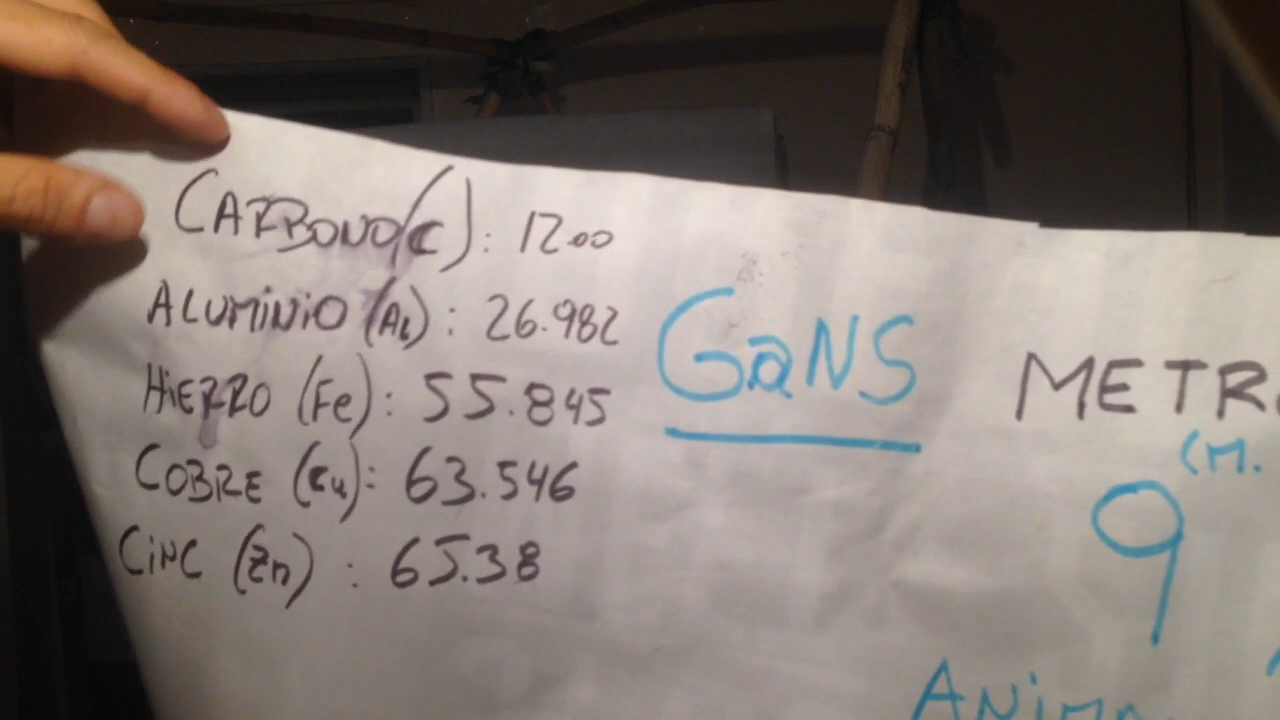 CARBONO (C): 12.00
ALUMINIO (AL): 26.982
HiERRO (Fe): 55.845
COBRE (Cu): 63.546
CiNC (Zn) : 65.38
GaNS
METR
(M.
9
ANiMA